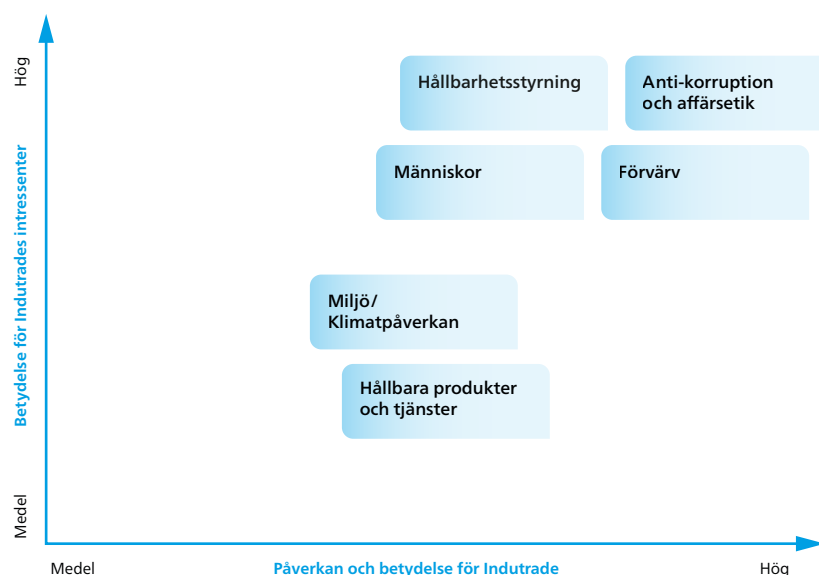 Hög
Betydelse för Indutrades intressenter
Medel
Hållbarhetsstyrning
Anti-korruption
och affärsetik
Människor
Förvärv
Miljö/
Klimatpåverkan
Hållbara produkter
och tjänster
Medel
Påverkan och betydelse för Indutrade
Hög